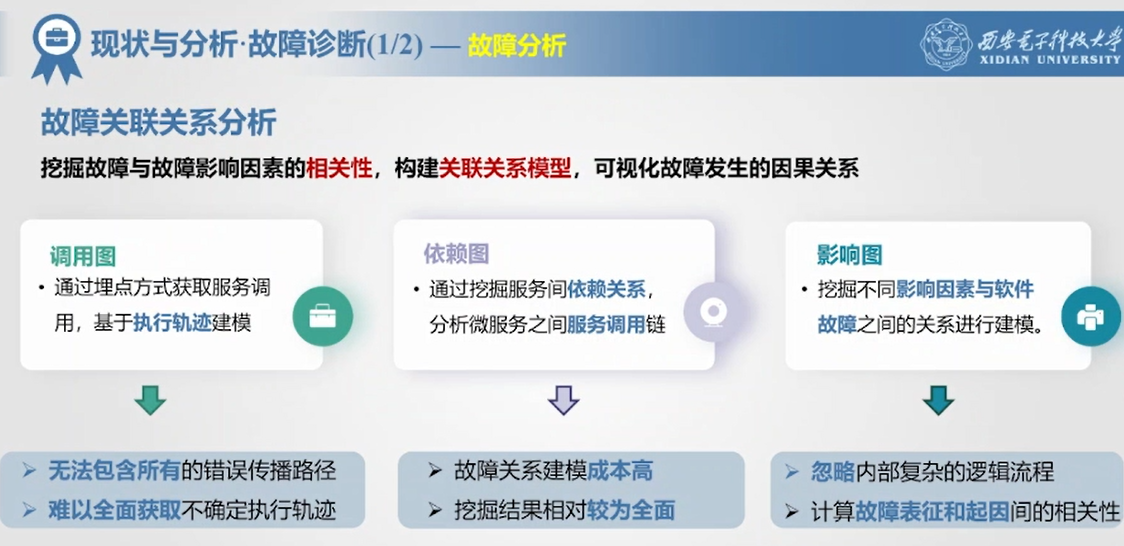 现状与分析·故障诊断(1/2) — 故障分析
西安电子科技大学
XIDIAN UNIVERSITY
故障关联关系分析
挖掘故障与故障影响因素的相关性，构建关联关系模型，可视化故障发生的因果关系
调用图
• 通过埋点方式获取服务调
用，基于执行轨迹建模
依赖图
• 通过挖掘服务间依赖关系，
分析微服务之间服务调用链
影响图
• 挖掘不同影响因素与软件
故障之间的关系进行建模。
➢ 无法包含所有的错误传播路径
➢ 难以全面获取不确定执行轨迹
➢ 故障关系建模成本高
➢ 挖掘结果相对较为全面
➢ 忽略内部复杂的逻辑流程
➢ 计算故障表征和起因间的相关性